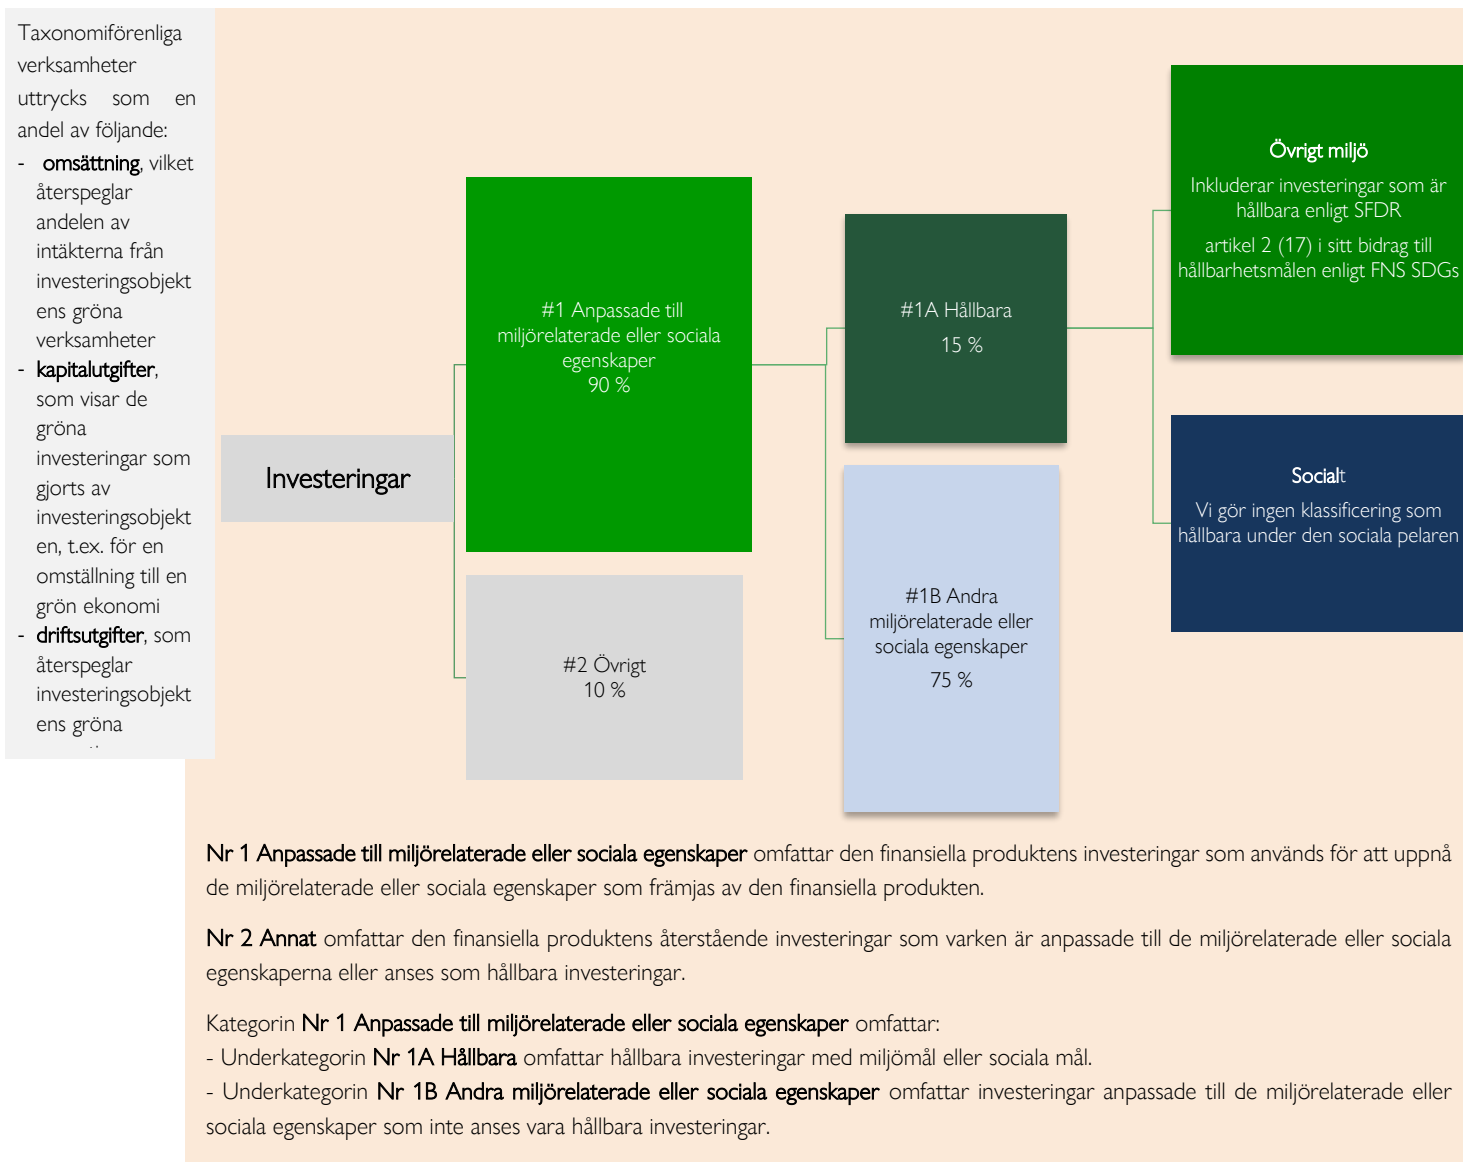 Taxonomiförenliga
verksamheter
uttrycks som en
andel av följande:
- omsättning, vilket
återspeglar
andelen av
intäkterna från
investeringsobjekt
ens gröna
verksamheter
- kapitalutgifter,
som visar de
gröna
investeringar som
gjorts av
investeringsobjekt
en, t.ex. för en
omställning till en
grön ekonomi
- driftsutgifter, som
återspeglar
investeringsobjekt
ens gröna
Investeringar
#1 Anpassade till
miljörelaterade eller sociala
egenskaper
90 %
#2 Övrigt
10 %
#1A Hållbara
15 %
#1B Andra
miljörelaterade eller
sociala egenskaper
75 %
Övrigt miljö
Inkluderar investeringar som är
hållbara enligt SFDR
artikel 2 (17) i sitt bidrag till
hållbarhetsmålen enligt FNS SDGs
Socialt
Vi gör ingen klassificering som
hållbara under den sociala pelaren
Nr 1 Anpassade till miljörelaterade eller sociala egenskaper omfattar den finansiella produktens investeringar som används för att uppnå
de miljörelaterade eller sociala egenskaper som främjas av den finansiella produkten.
Nr 2 Annat omfattar den finansiella produktens återstående investeringar som varken är anpassade till de miljörelaterade eller sociala
egenskaperna eller anses som hållbara investeringar.
Kategorin Nr 1 Anpassade till miljörelaterade eller sociala egenskaper omfattar:
- Underkategorin Nr 1A Hållbara omfattar hållbara investeringar med miljömål eller sociala mål.
- Underkategorin Nr 1B Andra miljörelaterade eller sociala egenskaper omfattar investeringar anpassade till de miljörelaterade eller
sociala egenskaper som inte anses vara hållbara investeringar.